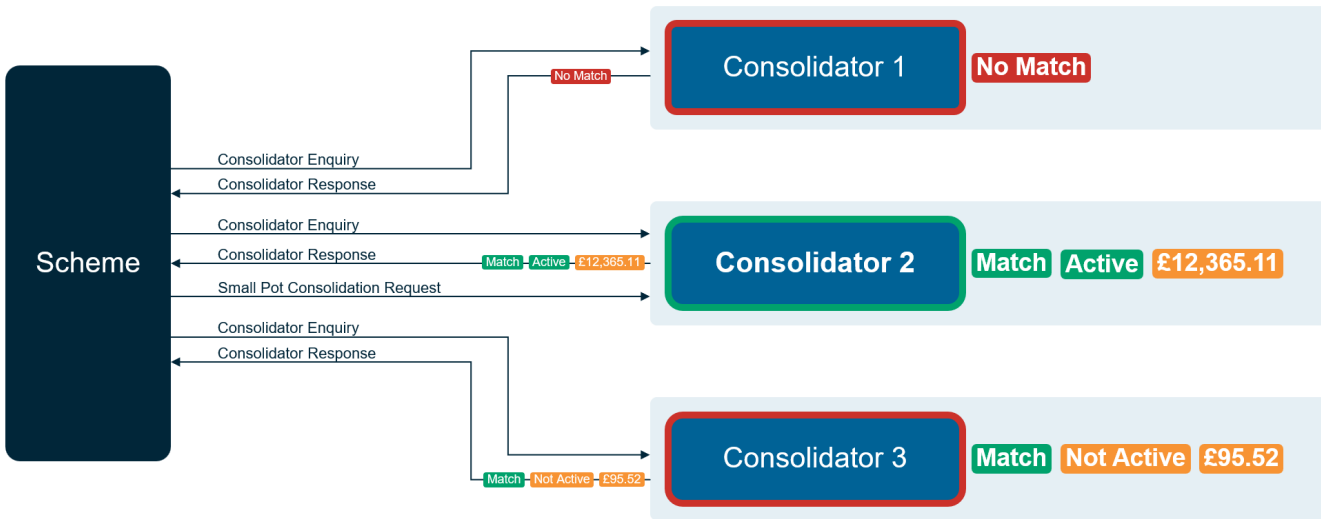 Consolidator 1
No Match
No Match
Consolidator Enquiry
Consolidator Response
Consolidator Enquiry
Scheme
Consolidator Response
Match Active £12,365.11
Consolidator 2
Match Active £12,365.11
Small Pot Consolidation Request
Consolidator Enquiry
Consolidator Response
Consolidator 3
Match Not Active £95.52
Match Not Active £95.52